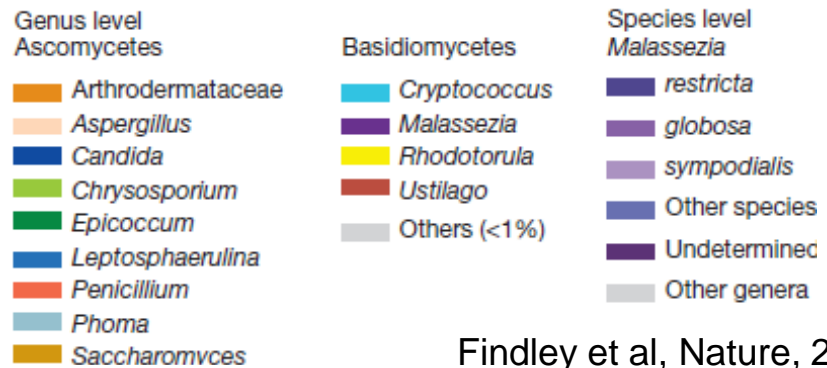 Genus level
Ascomycetes
Arthrodermataceae
Aspergillus
Candida
Chrysosporium
Epicoccum
Leptosphaerulina
Penicillium
Phoma
Saccharomyces
Basidiomycetes
Cryptococcus
Malassezia
Rhodotorula
Ustilago
Others (<1%)
Species level
Malassezia
restricta
globosa
sympodialis
Other species
Undetermined
Other genera
Findley et al, Nature, 2